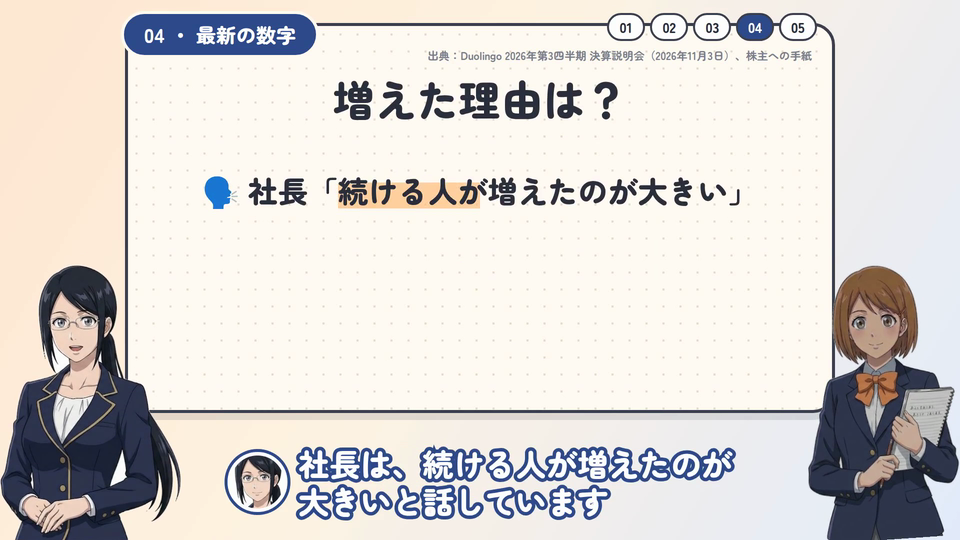 04 ・ 最新の数字
01 02 03 04 05
出典：Duolingo 2026年第3四半期 決算説明会（2026年11月3日）、株主への手紙
増えた理由は？
社長「続ける人が増えたのが大きい」
社長は、続ける人が増えたのが
大きいと話しています